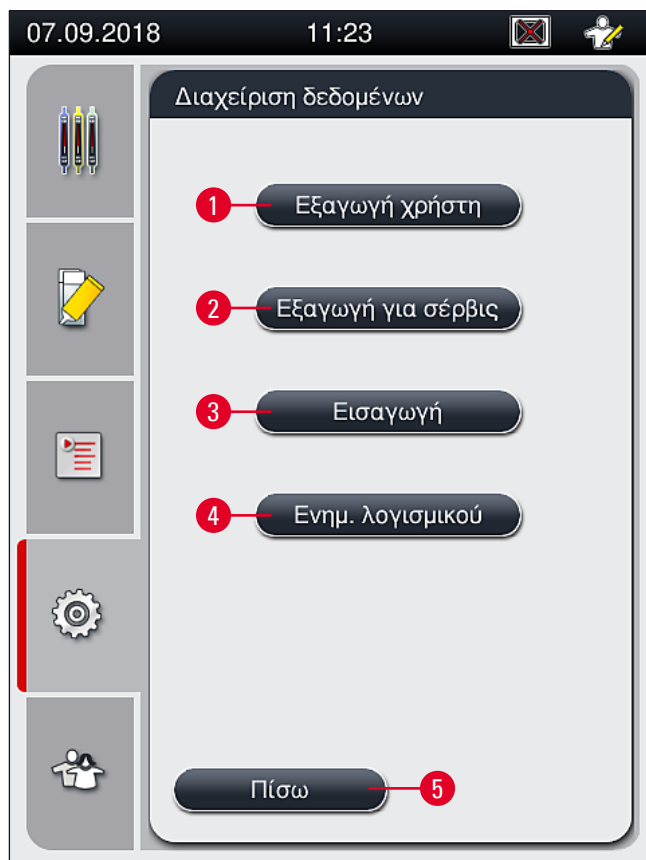 07.09.2018 11:23
Διαχείριση δεδομένων
1 Εξαγωγή χρήστη
2 Εξαγωγή για σέρβις
3 Εισαγωγή
4 Ενημ. λογισμικού
Πίσω 5